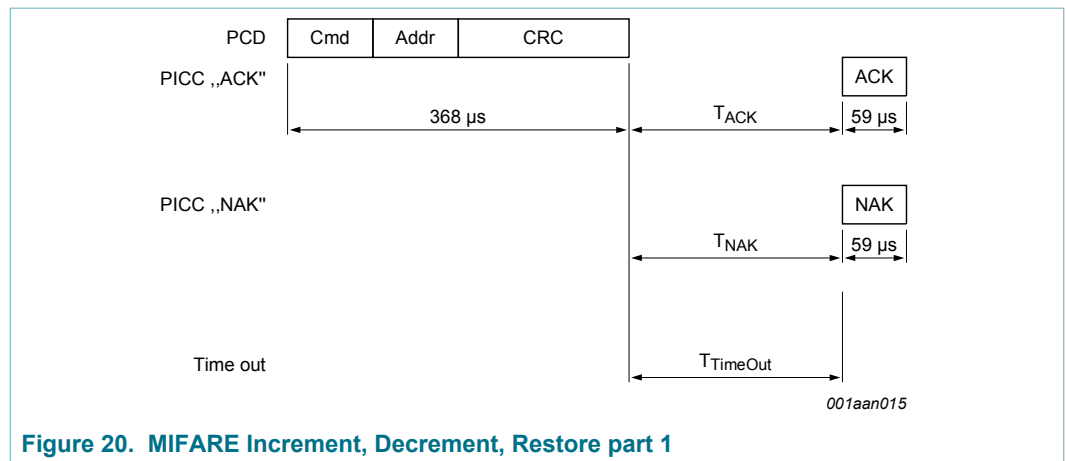 PCD Cmd Addr CRC
PICC ,,ACK" ACK
368 µs TACK 59 µs
PICC ,,NAK" NAK
TNAK 59 µs
Time out TTimeOut
001aan015
Figure 20. MIFARE Increment, Decrement, Restore part 1